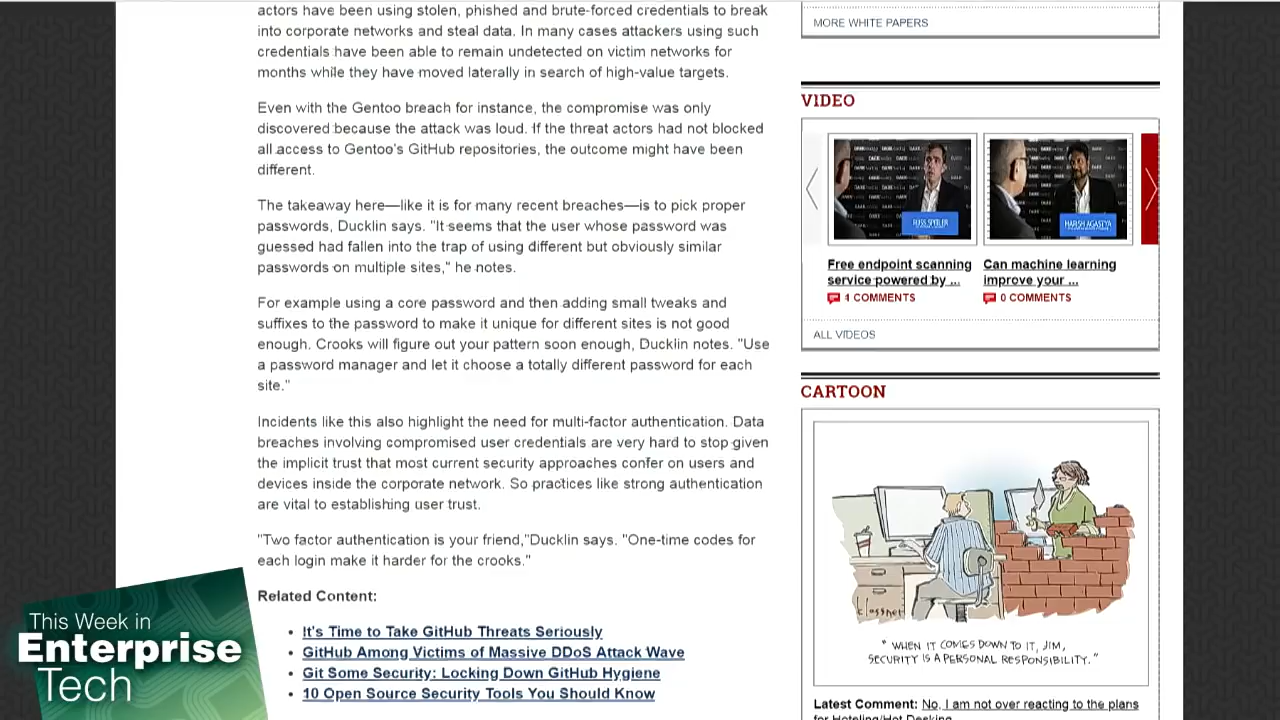 actors have been using stolen, phished and brute-forced credentials to break
into corporate networks and steal data. In many cases attackers using such
credentials have been able to remain undetected on victim networks for
months while they have moved laterally in search of high-value targets.
Even with the Gentoo breach for instance, the compromise was only
discovered because the attack was loud. If the threat actors had not blocked
all access to Gentoo's GitHub repositories, the outcome might have been
different.
The takeaway here—like it is for many recent breaches—is to pick proper
passwords, Ducklin says. "It seems that the user whose password was
guessed had fallen into the trap of using different but obviously similar
passwords on multiple sites," he notes.
For example using a core password and then adding small tweaks and
suffixes to the password to make it unique for different sites is not good
enough. Crooks will figure out your pattern soon enough, Ducklin notes. "Use
a password manager and let it choose a totally different password for each
site."
Incidents like this also highlight the need for multi-factor authentication. Data
breaches involving compromised user credentials are very hard to stop given
the implicit trust that most current security approaches confer on users and
devices inside the corporate network. So practices like strong authentication
are vital to establishing user trust.
"Two factor authentication is your friend,"Ducklin says. "One-time codes for
each login make it harder for the crooks."
Related Content:
• It's Time to Take GitHub Threats Seriously
• GitHub Among Victims of Massive DDoS Attack Wave
• Git Some Security: Locking Down GitHub Hygiene
• 10 Open Source Security Tools You Should Know
MORE WHITE PAPERS
VIDEO
HARISH AGASTYA
Free endpoint scanning
service powered by ...
1 COMMENTS
Can machine learning
improve your ...
0 COMMENTS
ALL VIDEOS
CARTOON
" WHEN IT COMES DOWN TO IT, JIM,
SECURITY IS A PERSONAL RESPONSIBILITY. "
Latest Comment: No, I am not over reacting to the plans
for Hoteling/Hot Desking
This Week in
Enterprise
Tech